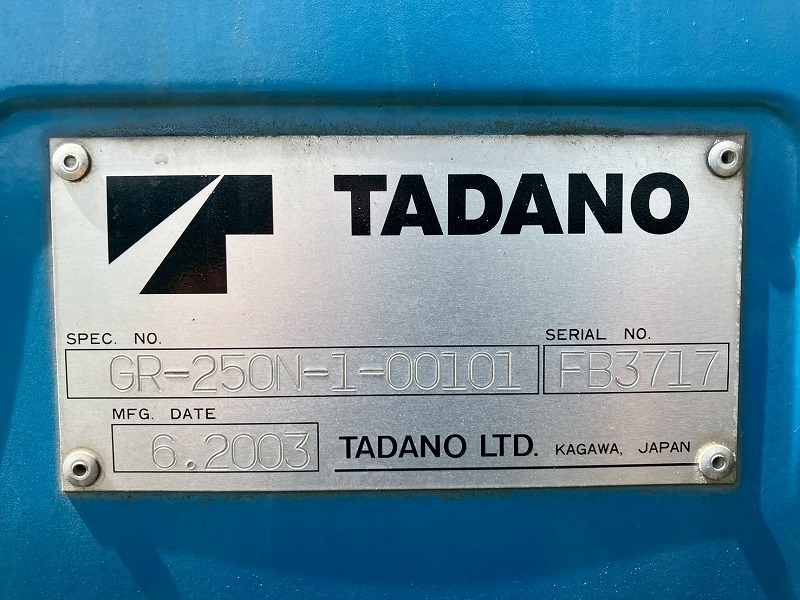 TADANO
SPEC. NO. SERIAL NO.
GR-250N-1-00101 FB3717
MFG. DATE
6.2003 TADANO LTD. KAGAWA, JAPAN